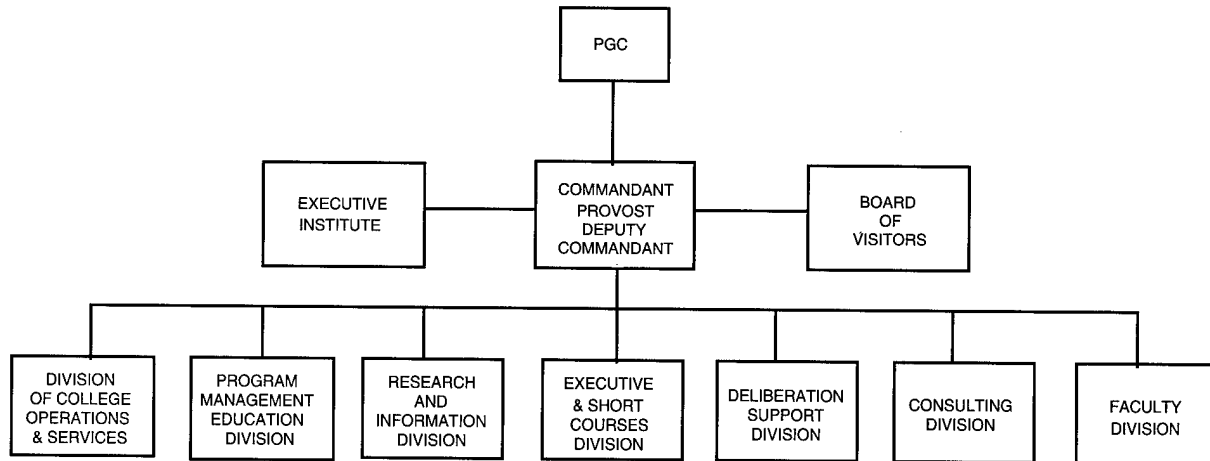 PGC
EXECUTIVE
INSTITUTE
COMMANDANT
PROVOST
DEPUTY
COMMANDANT
BOARD
OF
VISITORS
DIVISION
OF COLLEGE
OPERATIONS
& SERVICES
PROGRAM
MANAGEMENT
EDUCATION
DIVISION
RESEARCH
AND
INFORMATION
DIVISION
EXECUTIVE
& SHORT
COURSES
DIVISION
DELIBERATION
SUPPORT
DIVISION
CONSULTING
DIVISION
FACULTY
DIVISION